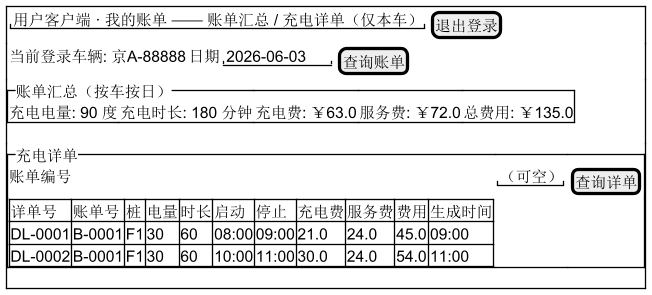 用户客户端 · 我的账单 —— 账单汇总 / 充电详单（仅本车） 退出登录
当前登录车辆: 京A-88888 日期 2026-06-03 查询账单
账单汇总（按车按日）
充电电量: 90 度 充电时长: 180 分钟 充电费: ￥63.0 服务费: ￥72.0 总费用: ￥135.0
充电详单
账单编号 （可空） 查询详单
详单号 账单号 桩 电量 时长 启动 停止 充电费 服务费 费用 生成时间
DL-0001 B-0001 F1 30 60 08:00 09:00 21.0 24.0 45.0 09:00
DL-0002 B-0001 F1 30 60 10:00 11:00 30.0 24.0 54.0 11:00